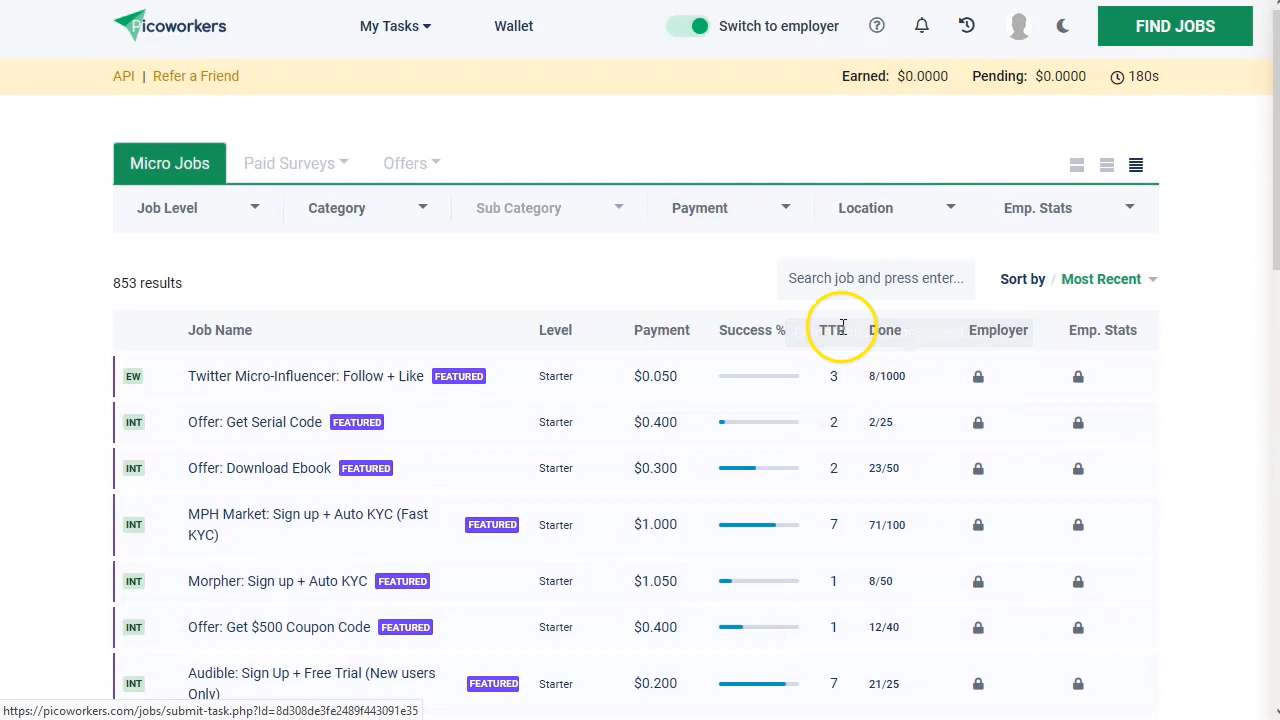 Picoworkers
My Tasks
Wallet
Switch to employer
FIND JOBS
API | Refer a Friend
Earned: $0.0000 Pending: $0.0000 180s
Micro Jobs
Paid Surveys
Offers
Job Level
Category
Sub Category
Payment
Location
Emp. Stats
853 results
Search job and press enter...
Sort by / Most Recent
Job Name Level Payment Success % TTR Done Employer Emp. Stats
EW Twitter Micro-Influencer: Follow + Like FEATURED Starter $0.050 3 8/1000
INT Offer: Get Serial Code FEATURED Starter $0.400 2 2/25
INT Offer: Download Ebook FEATURED Starter $0.300 2 23/50
INT MPH Market: Sign up + Auto KYC (Fast
KYC) FEATURED Starter $1.000 7 71/100
INT Morpher: Sign up + Auto KYC FEATURED Starter $1.050 1 8/50
INT Offer: Get $500 Coupon Code FEATURED Starter $0.400 1 12/40
INT Audible: Sign Up + Free Trial (New users
Only) FEATURED Starter $0.200 7 21/25
https://picoworkers.com/jobs/submit-task.php?Id=8d308de3fe2489f443091e35